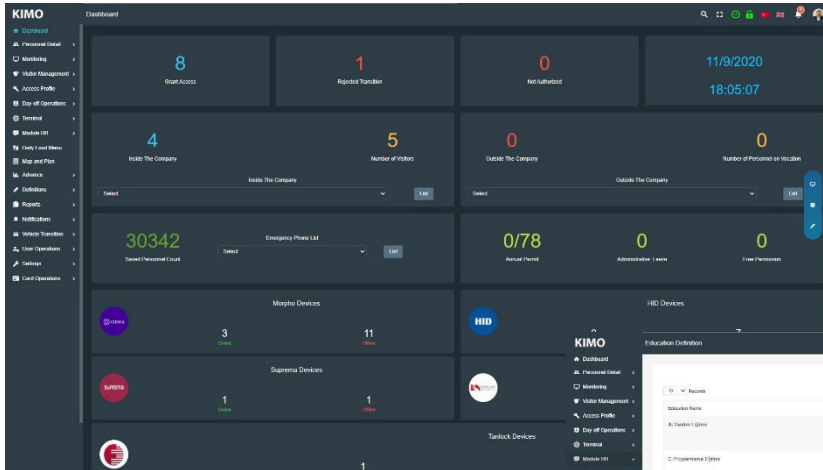 KIMO
Dashboard
Dashboard
Personnel Detail
Monitoring
Visitor Management
Access Profile
Day-off Operations
Terminal
Module HR
Daily Food Menu
Map and Plan
Advance
Definitions
Reports
Notifications
Vehicle Transition
User Operations
Settings
Card Operations
8
Grant Access
1
Rejected Transition
0
Not Authorized
11/9/2020
18:05:07
4
Inside The Company
5
Number of Visitors
Inside The Company
Select
List
0
Outside The Company
0
Number of Personnel on Vacation
Outside The Company
Select
List
30342
Saved Personnel Count
Emergency Phone List
Select
List
0/78
Annual Permit
0
Administrative Leave
0
Free Permission
Morpho Devices
IDEMIA
3
Online
11
Offline
HID Devices
HID
Suprema Devices
suprema
1
Online
1
Offline
Tanlock Devices
1
KIMO
Education Definition
Dashboard
Personnel Detail
Monitoring
Visitor Management
Access Profile
Day-off Operations
Terminal
Module HR
10
Records
Education Name